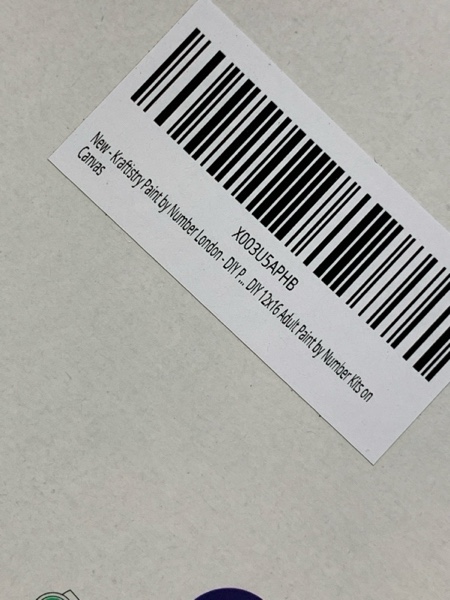 X003U5APHB
New - Kraftistry Paint by Number London - DIY P... DIY 12x16 Adult Paint by Number Kits on
Canvas